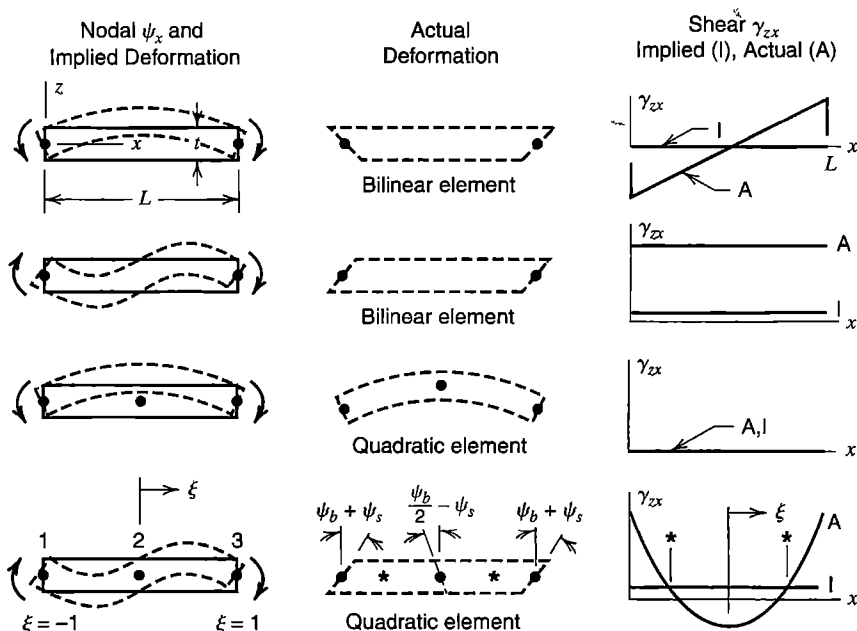 Nodal ψx and
Implied Deformation
Actual
Deformation
Shear γzx
Implied (I), Actual (A)
z
x
t
L
Bilinear element
γzx
I
A
x
L
Bilinear element
γzx
A
I
x
Quadratic element
γzx
A,I
x
ξ
1
2
3
ξ = −1
ξ = 1
ψb + ψs
ψb/2 − ψs
ψb + ψs
*
*
Quadratic element
γzx
ξ
A
*
*
I
x